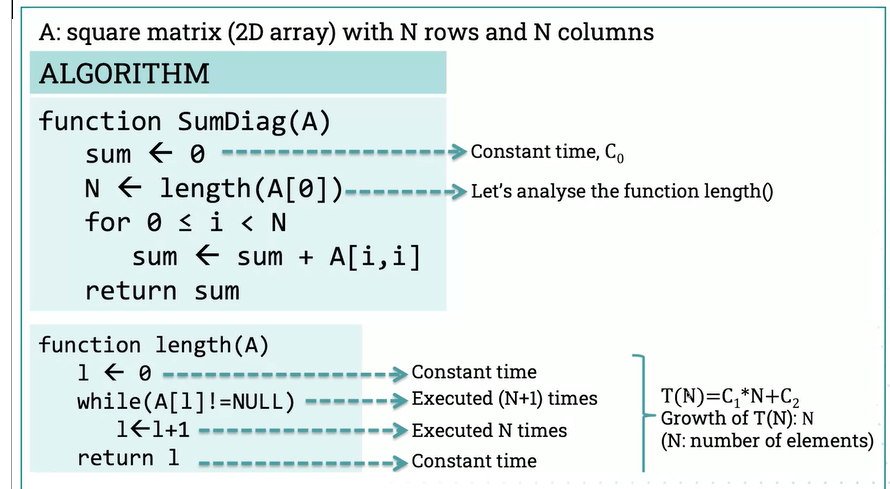 A: square matrix (2D array) with N rows and N columns
ALGORITHM
function SumDiag(A)
sum ← 0
Constant time, C₀
N ← length(A[0])
Let's analyse the function length()
for 0 ≤ i < N
sum ← sum + A[i,i]
return sum
function length(A)
l ← 0
Constant time
while(A[l]!=NULL)
Executed (N+1) times
l←l+1
Executed N times
return l
Constant time
T(N)=C₁*N+C₂
Growth of T(N): N
(N: number of elements)